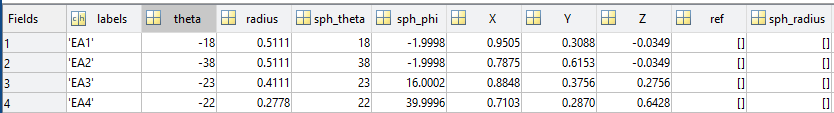 Fields labels theta radius sph_theta sph_phi X Y Z ref sph_radius
1 'EA1' -18 0.5111 18 -1.9998 0.9505 0.3088 -0.0349 [] []
2 'EA2' -38 0.5111 38 -1.9998 0.7875 0.6153 -0.0349 [] []
3 'EA3' -23 0.4111 23 16.0002 0.8848 0.3756 0.2756 [] []
4 'EA4' -22 0.2778 22 39.9996 0.7103 0.2870 0.6428 [] []